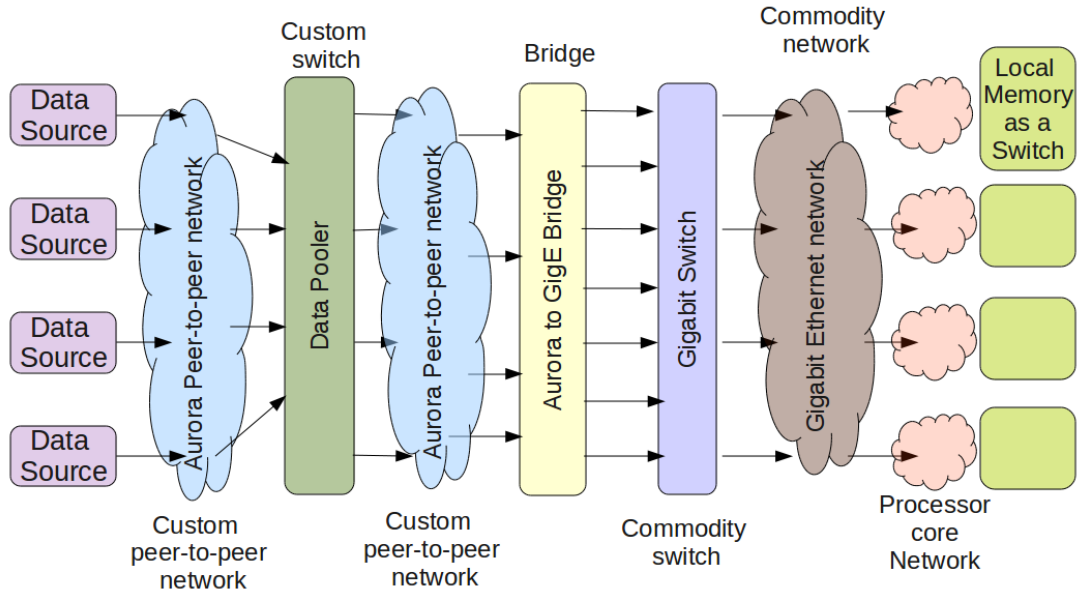 Custom
switch
Bridge
Commodity
network
Data
Source
Data
Source
Data
Source
Data
Source
Aurora Peer-to-peer network
Data Pooler
Aurora Peer-to-peer network
Aurora to GigE Bridge
Gigabit Switch
Gigabit Ethernet network
Local
Memory
as a
Switch
Custom
peer-to-peer
network
Custom
peer-to-peer
network
Commodity
switch
Processor
core
Network